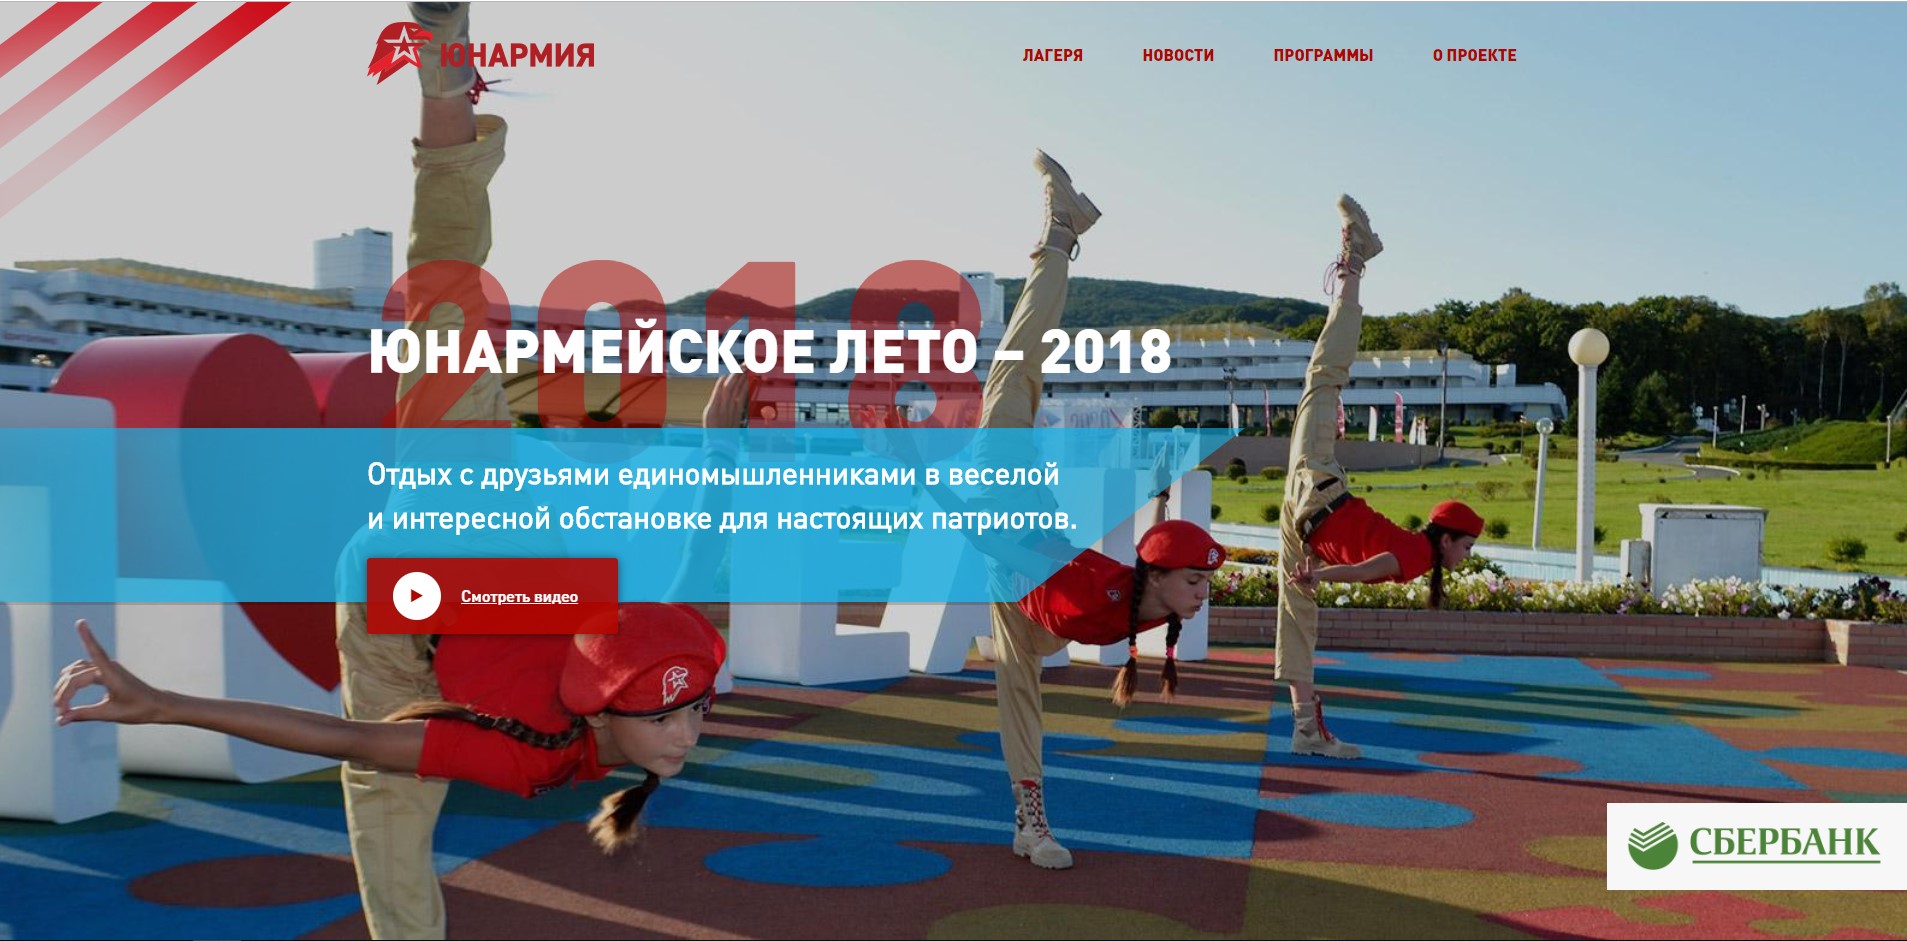 ЮНАРМИЯ
ЛАГЕРЯ
НОВОСТИ
ПРОГРАММЫ
О ПРОЕКТЕ
2018
ЮНАРМЕЙСКОЕ ЛЕТО – 2018
Отдых с друзьями единомышленниками в веселой
и интересной обстановке для настоящих патриотов.
Смотреть видео
СБЕРБАНК